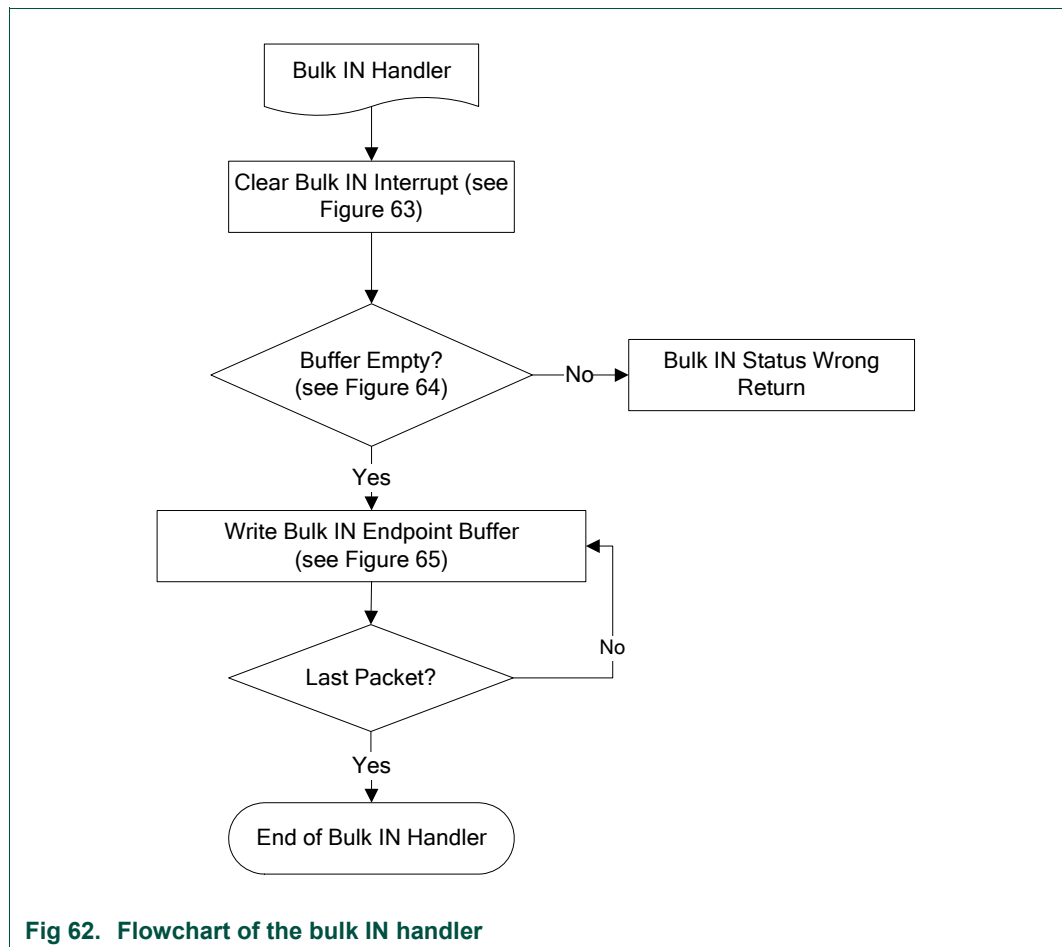 Bulk IN Handler
Clear Bulk IN Interrupt (see
Figure 63)
Buffer Empty?
(see Figure 64)
No
Bulk IN Status Wrong
Return
Yes
Write Bulk IN Endpoint Buffer
(see Figure 65)
No
Last Packet?
Yes
End of Bulk IN Handler
Fig 62. Flowchart of the bulk IN handler